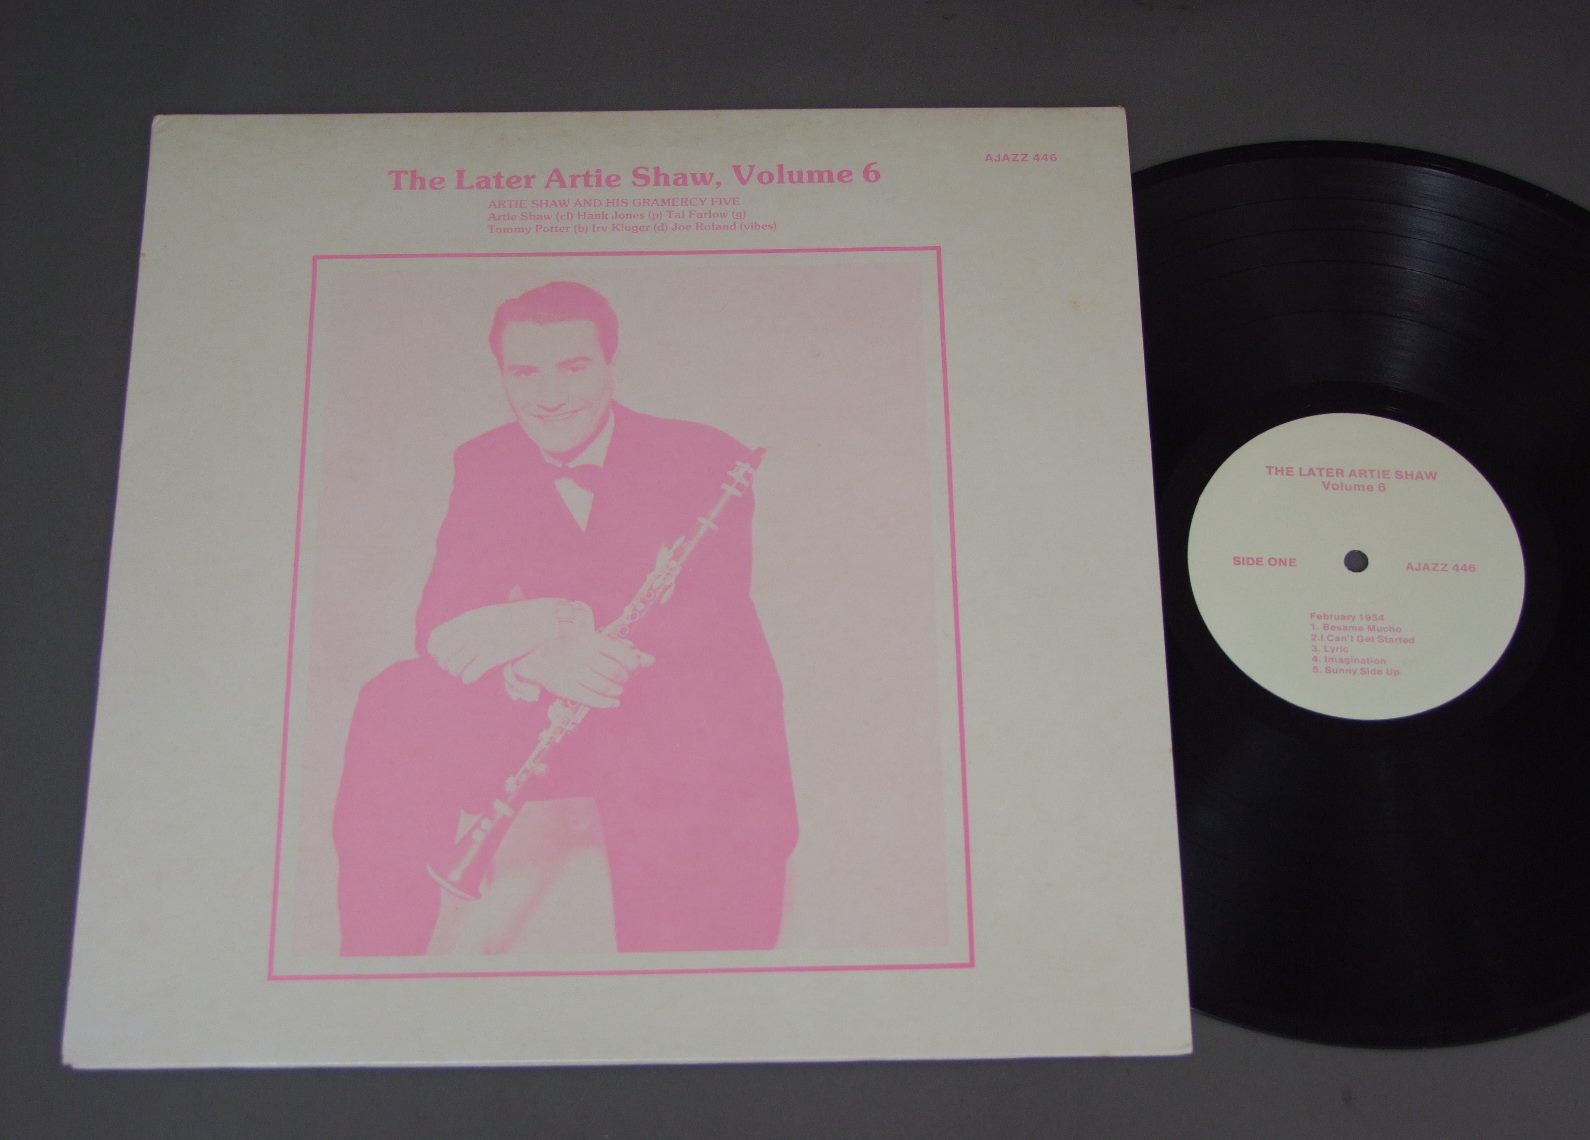 The Later Artie Shaw, Volume 6
AJAZZ 446
ARTIE SHAW AND HIS GRAMERCY FIVE
Artie Shaw (cl) Hank Jones (p) Tal Farlow (g)
Tommy Potter (b) Irv Kluger (d) Joe Roland (vibes)
THE LATER ARTIE SHAW
Volume 6
SIDE ONE
AJAZZ 446
February 1954
1. Besame Mucho
2.I Can't Get Started
3. Lyric
4. Imagination
5. Sunny Side Up